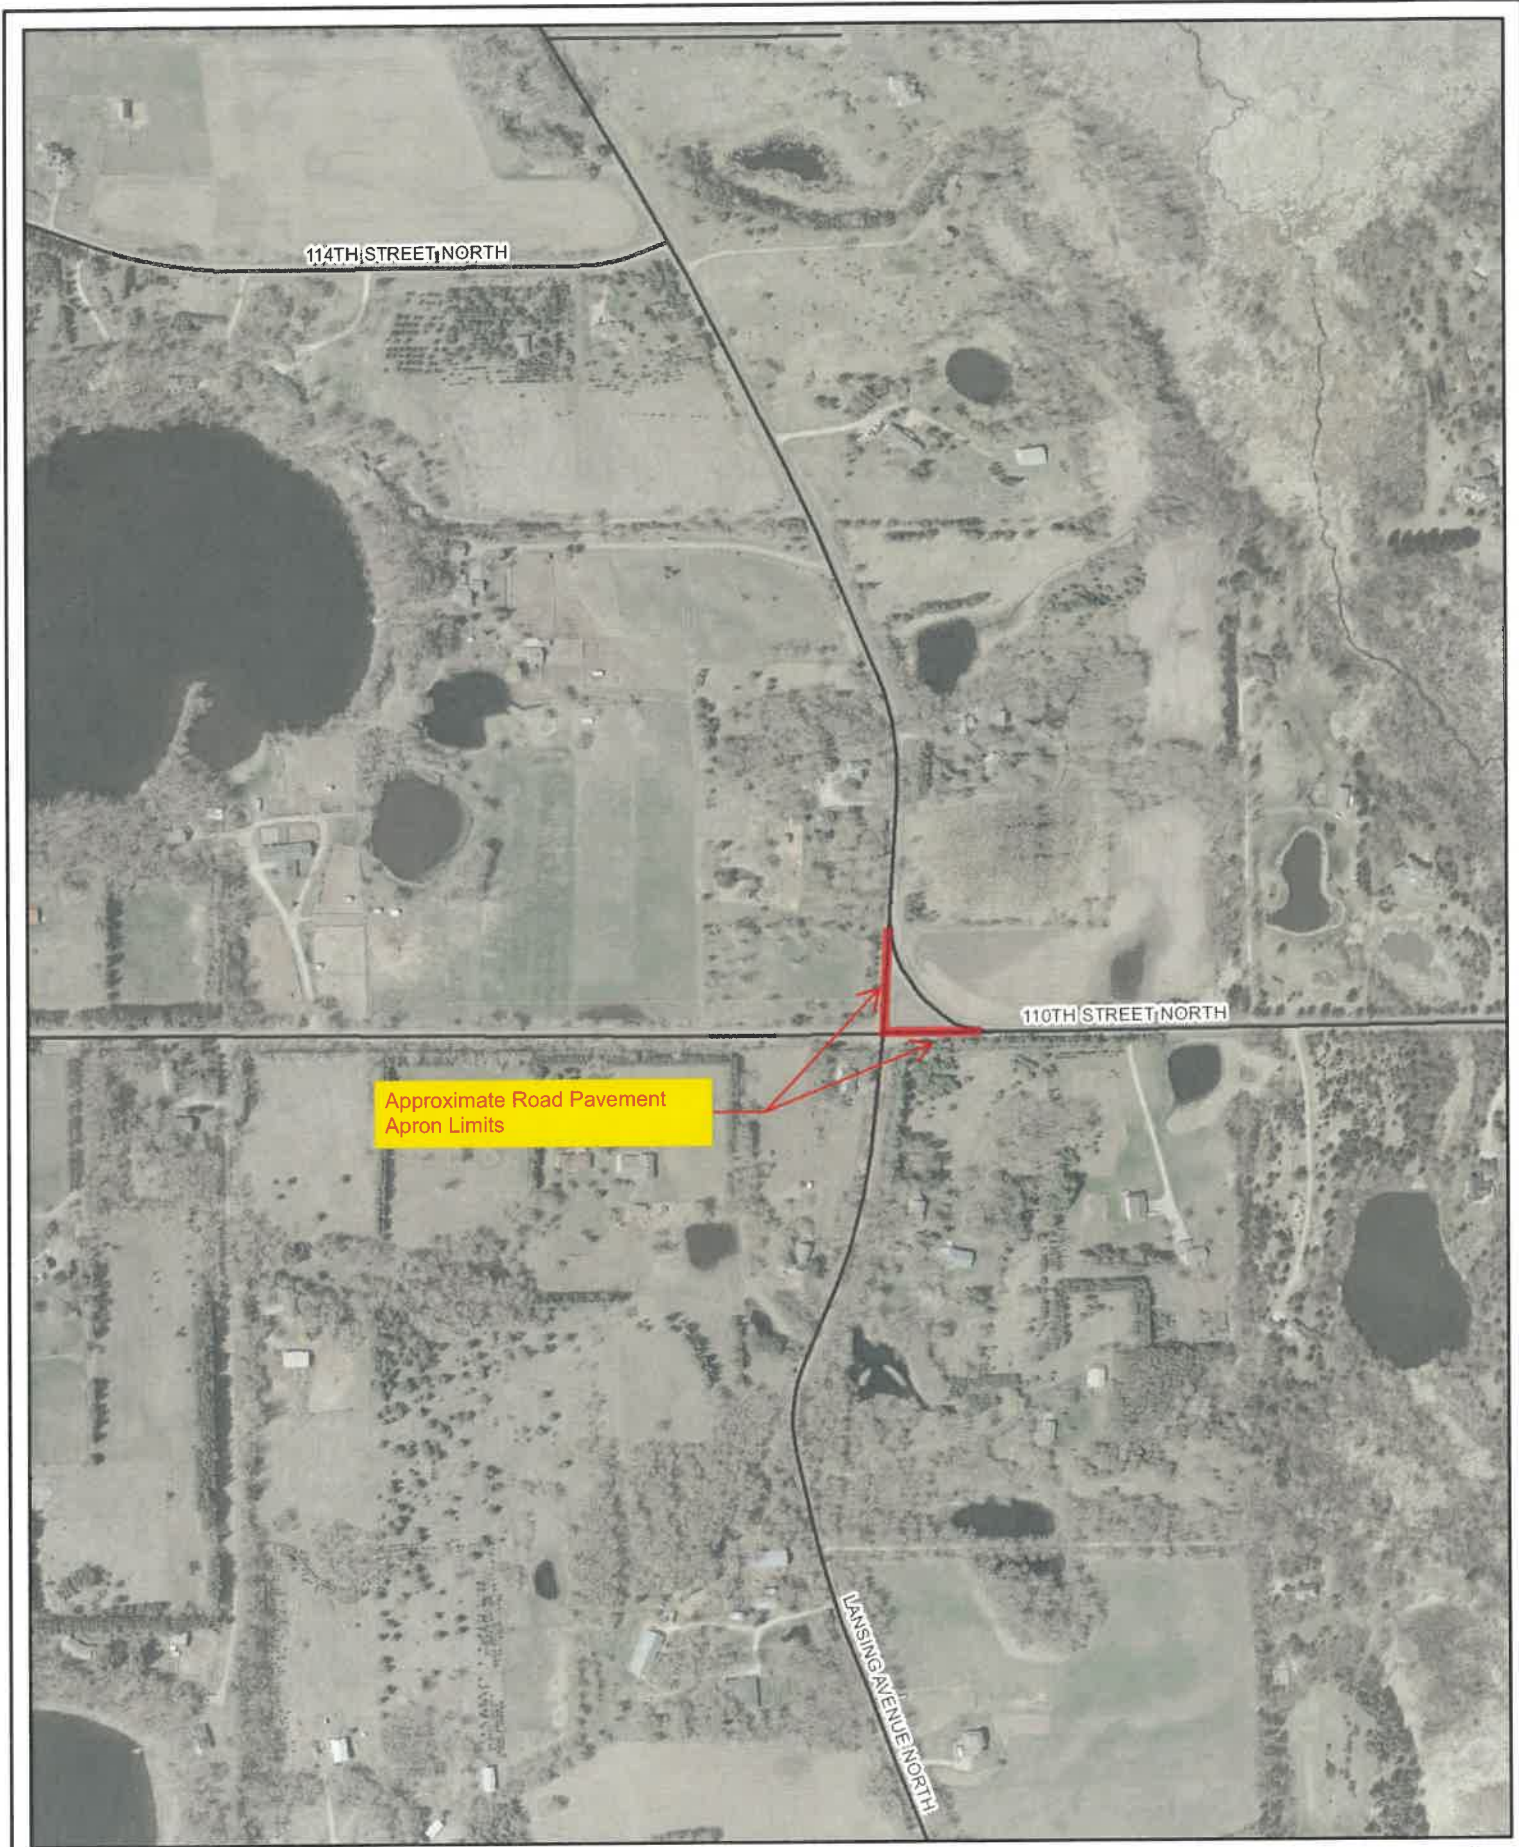 114TH STREET NORTH
110TH STREET NORTH
Approximate Road Pavement
Apron Limits
LANSING AVENUE NORTH